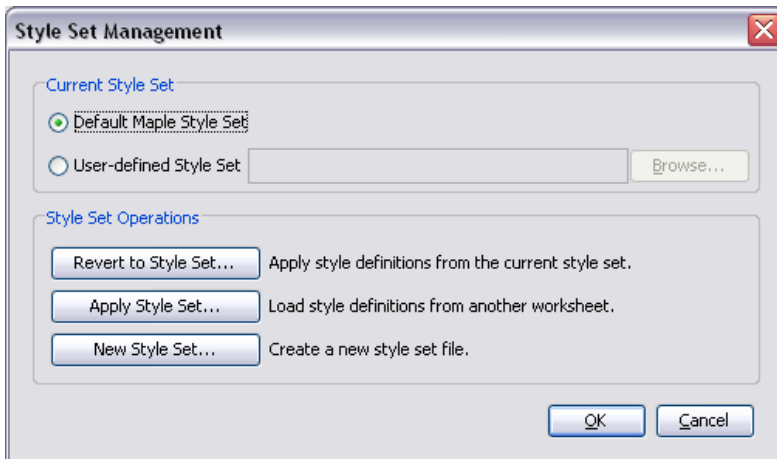 Style Set Management
Current Style Set
Default Maple Style Set
User-defined Style Set Browse...
Style Set Operations
Revert to Style Set... Apply style definitions from the current style set.
Apply Style Set... Load style definitions from another worksheet.
New Style Set... Create a new style set file.
OK Cancel